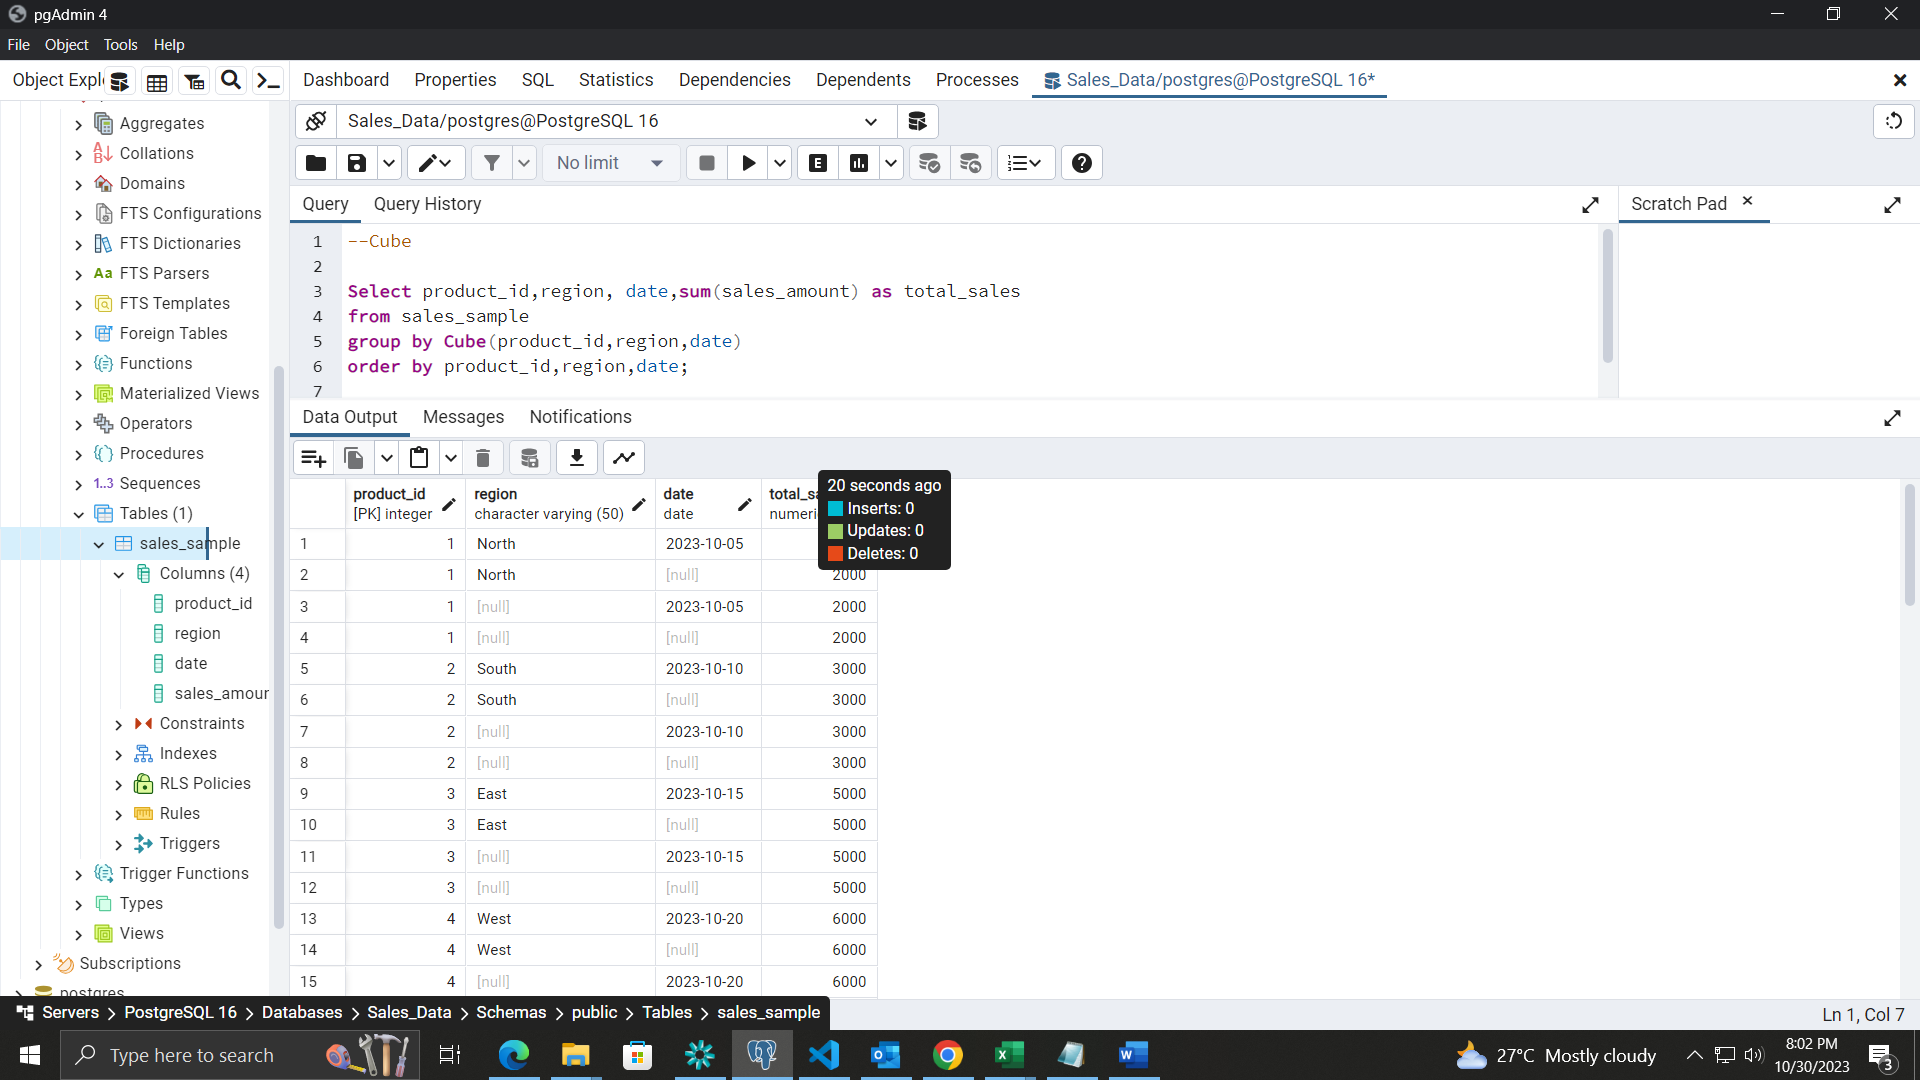 pgAdmin 4
File Object Tools Help
Object Expl
Dashboard Properties SQL Statistics Dependencies Dependents Processes Sales_Data/postgres@PostgreSQL 16*
Sales_Data/postgres@PostgreSQL 16
No limit
E
Query Query History
Scratch Pad
1 --Cube
2
3 Select product_id,region, date,sum(sales_amount) as total_sales
4 from sales_sample
5 group by Cube(product_id,region,date)
6 order by product_id,region,date;
7
Data Output Messages Notifications
product_id [PK] integer
region character varying (50)
date date
total_sa numeri
20 seconds ago
Inserts: 0
Updates: 0
Deletes: 0
1 1 North 2023-10-05
2 1 North [null] 2000
3 1 [null] 2023-10-05 2000
4 1 [null] [null] 2000
5 2 South 2023-10-10 3000
6 2 South [null] 3000
7 2 [null] 2023-10-10 3000
8 2 [null] [null] 3000
9 3 East 2023-10-15 5000
10 3 East [null] 5000
11 3 [null] 2023-10-15 5000
12 3 [null] [null] 5000
13 4 West 2023-10-20 6000
14 4 West [null] 6000
15 4 [null] 2023-10-20 6000
Aggregates
Collations
Domains
FTS Configurations
FTS Dictionaries
Aa FTS Parsers
FTS Templates
Foreign Tables
Functions
Materialized Views
Operators
Procedures
1..3 Sequences
Tables (1)
sales_sample
Columns (4)
product_id
region
date
sales_amour
Constraints
Indexes
RLS Policies
Rules
Triggers
Trigger Functions
Types
Views
Subscriptions
postgres
Servers > PostgreSQL 16 > Databases > Sales_Data > Schemas > public > Tables > sales_sample
Ln 1, Col 7
Type here to search
27°C Mostly cloudy
8:02 PM
10/30/2023
3